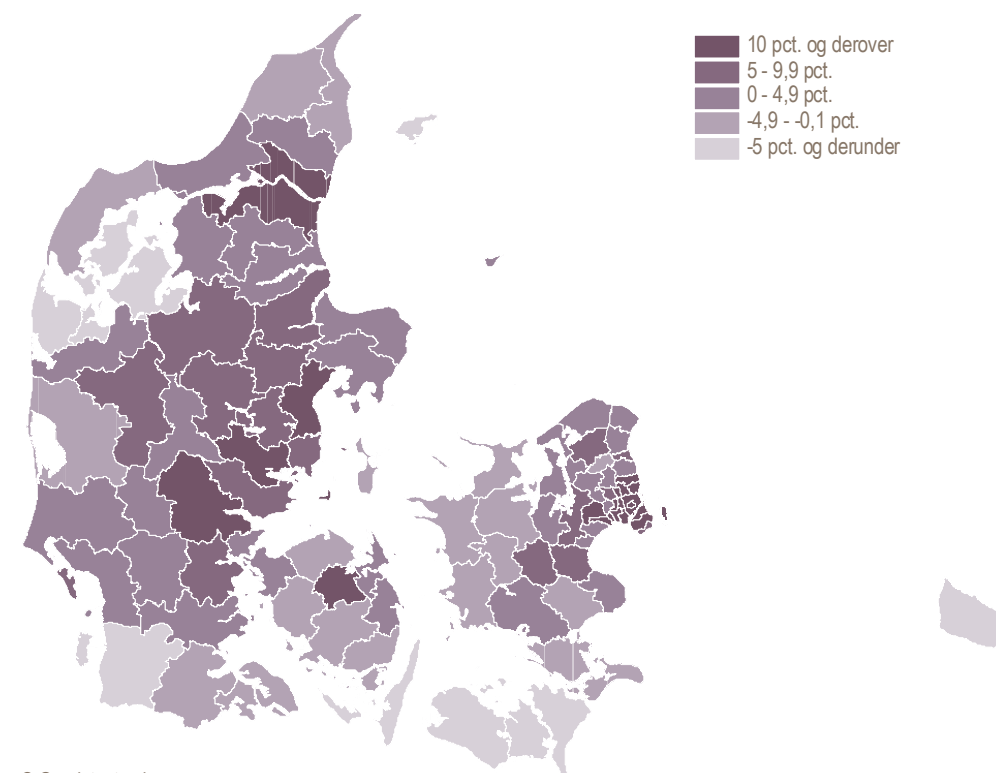 10 pct. og derover
5 - 9,9 pct.
0 - 4,9 pct.
-4,9 - -0,1 pct.
-5 pct. og derunder